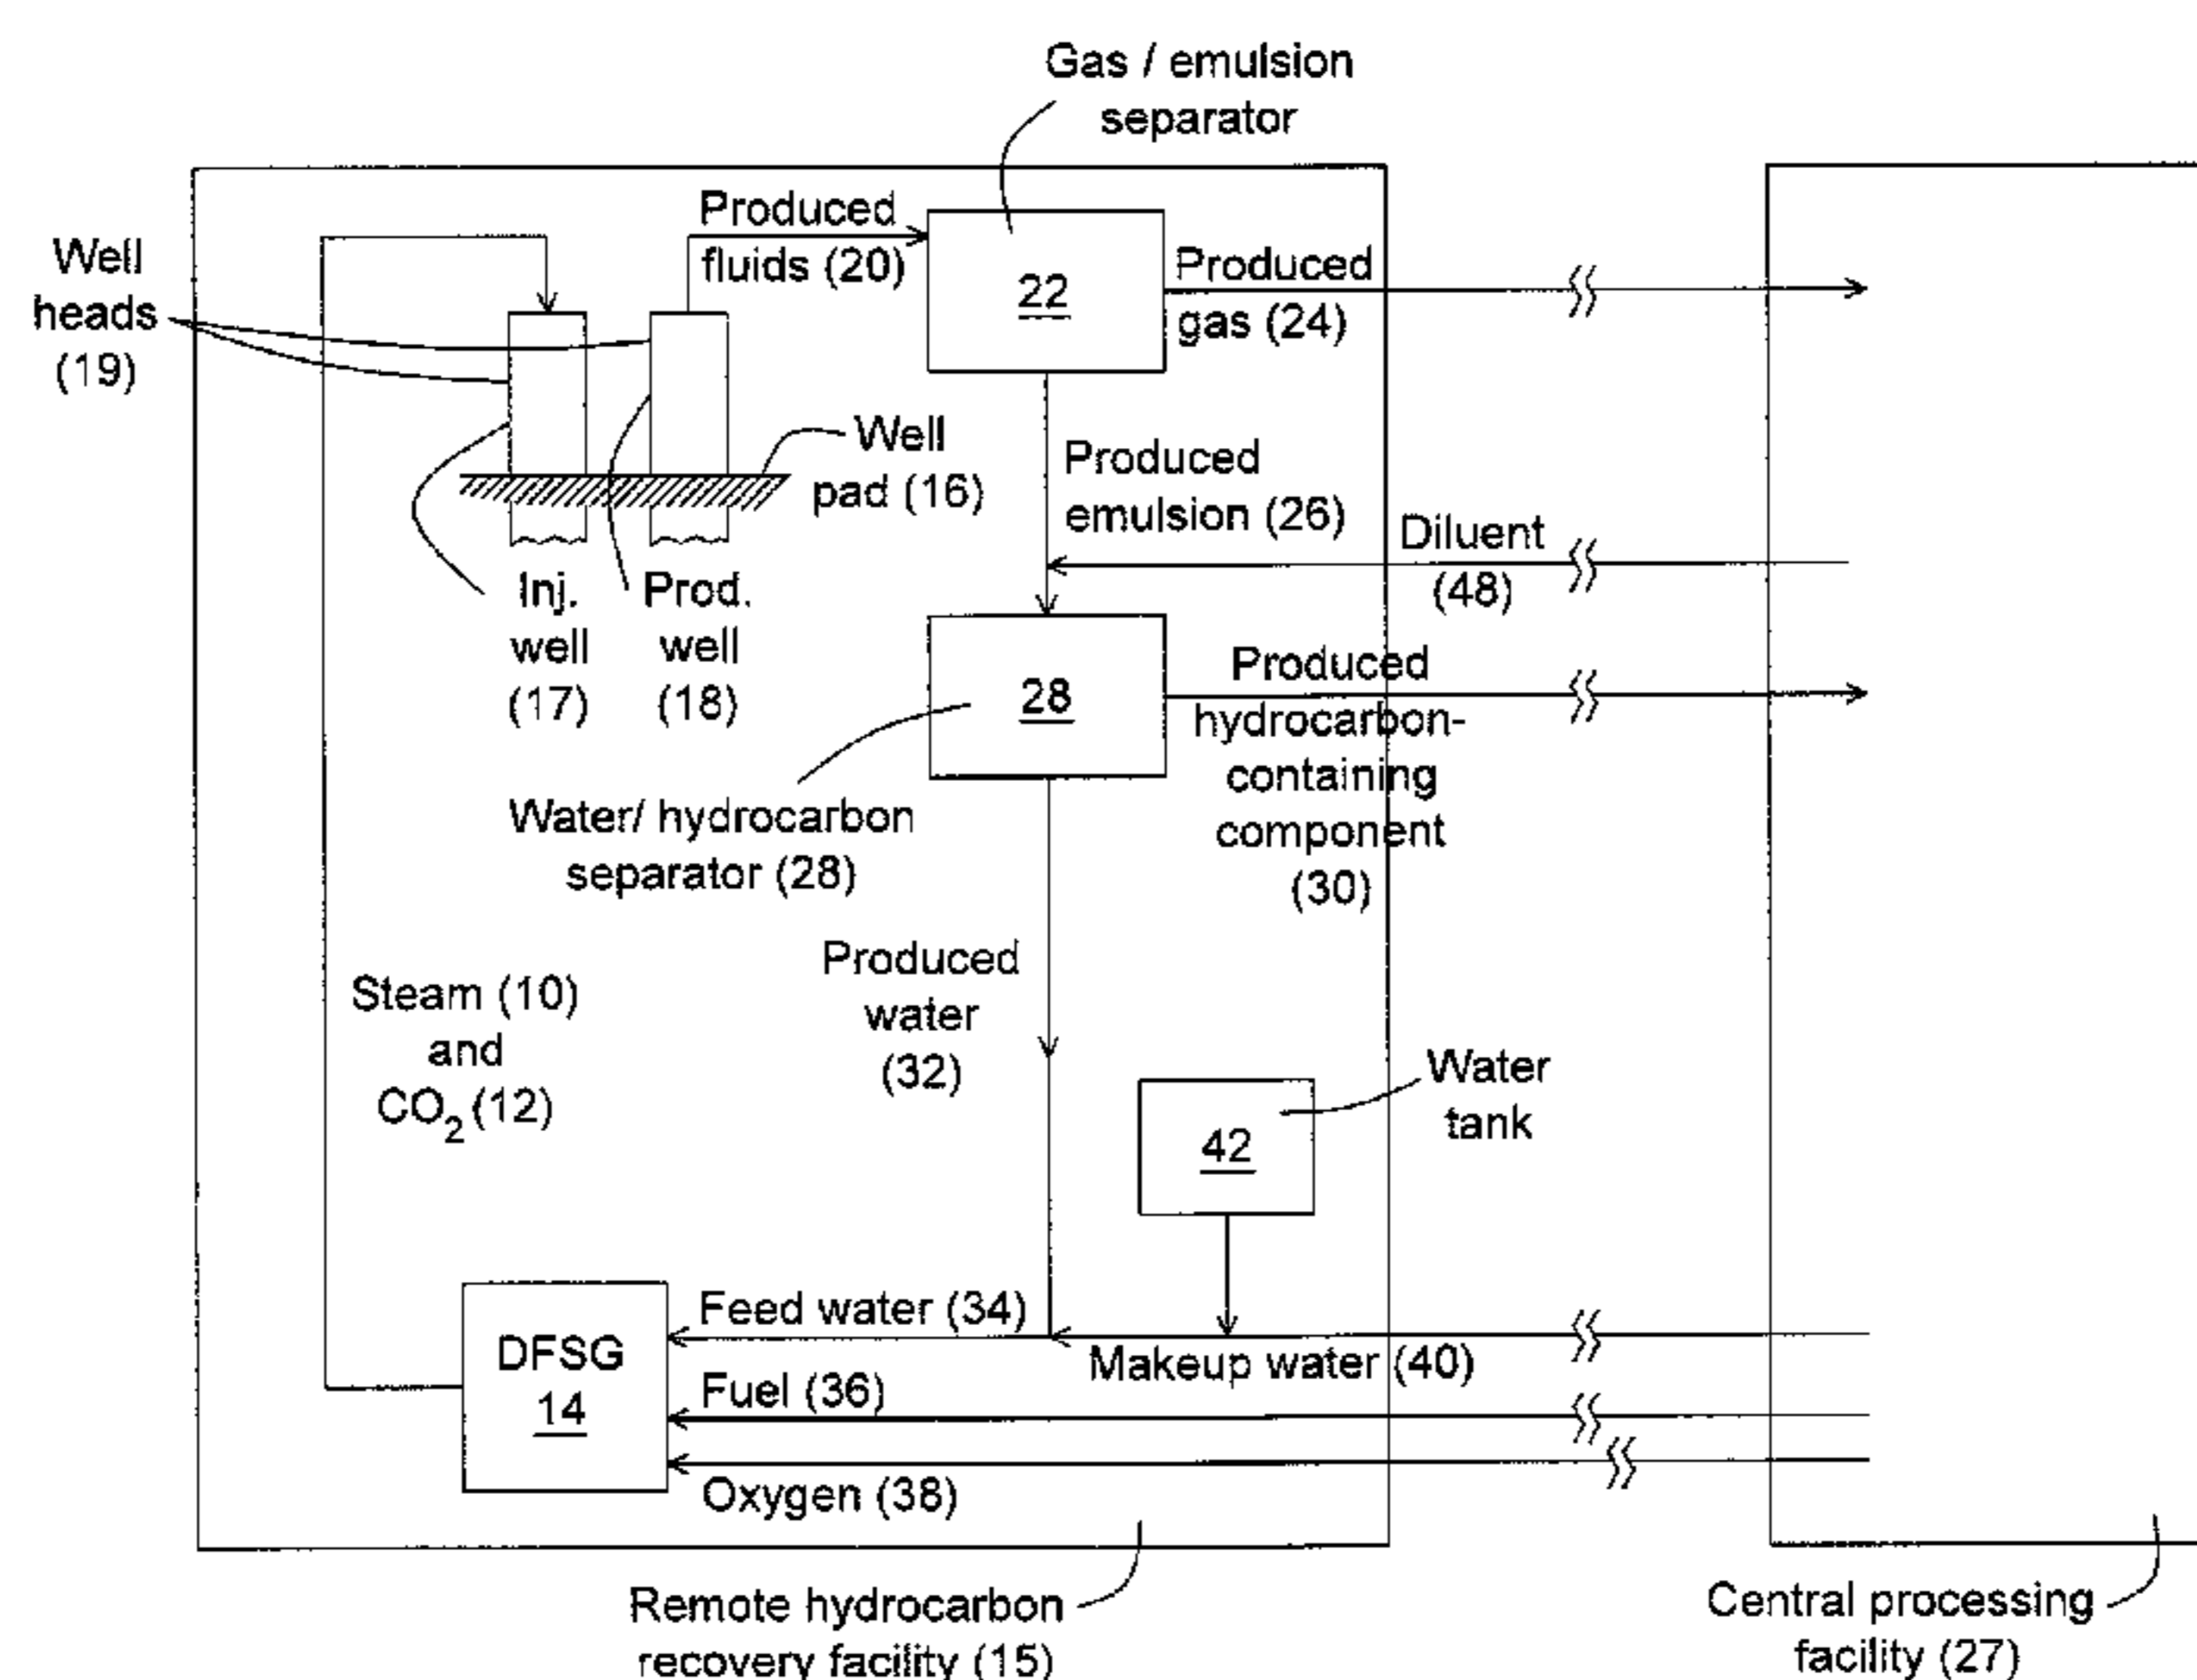 Gas / emulsion
separator
Well
heads
(19)
Produced
fluids (20)
22
Produced
gas (24)
Well
pad (16)
Produced
emulsion (26)
Diluent
(48)
Inj.
well
(17)
Prod.
well
(18)
28
Produced
hydrocarbon-
containing
component
(30)
Water/ hydrocarbon
separator (28)
Produced
water
(32)
Steam (10)
and
CO2 (12)
Water
tank
42
Feed water (34)
Makeup water (40)
DFSG
14
Fuel (36)
Oxygen (38)
Remote hydrocarbon
recovery facility (15)
Central processing
facility (27)